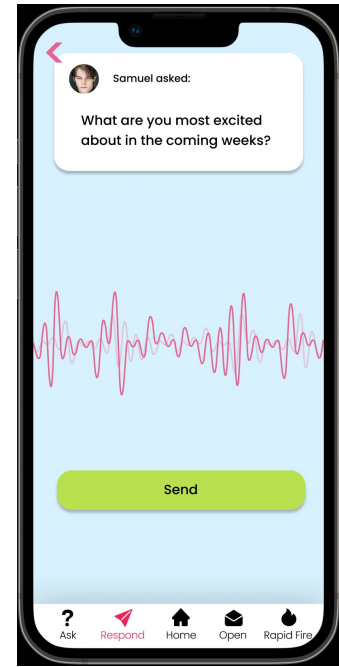 Samuel asked:
What are you most excited
about in the coming weeks?
Send
?
Ask
Respond
Home
Open
Rapid Fire